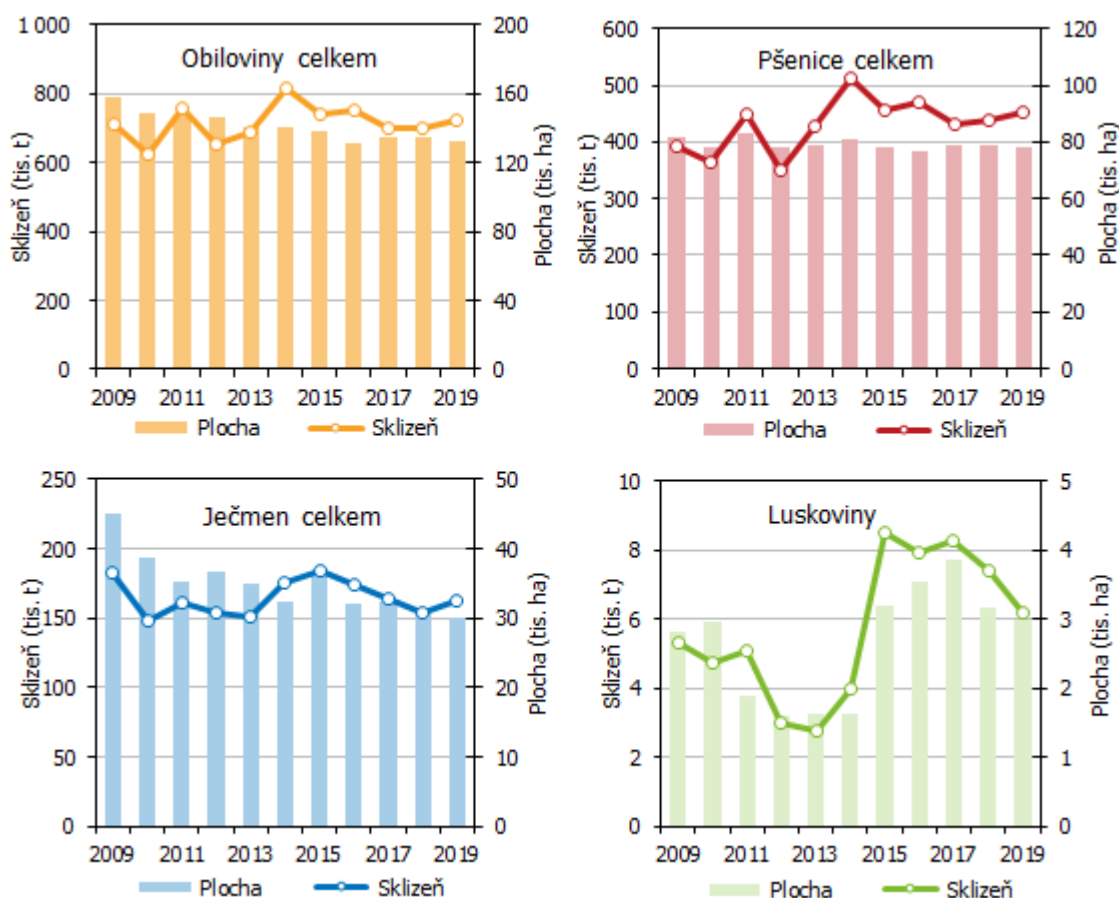 Obiloviny celkem
Sklizeň (tis. t)
1 000
800
600
400
200
0
Plocha (tis. ha)
200
160
120
80
40
0
2009 2011 2013 2015 2017 2019
Plocha Sklizeň
Pšenice celkem
Sklizeň (tis. t)
600
500
400
300
200
100
0
Plocha (tis. ha)
120
100
80
60
40
20
0
2009 2011 2013 2015 2017 2019
Plocha Sklizeň
Ječmen celkem
Sklizeň (tis. t)
250
200
150
100
50
0
Plocha (tis. ha)
50
40
30
20
10
0
2009 2011 2013 2015 2017 2019
Plocha Sklizeň
Luskoviny
Sklizeň (tis. t)
10
8
6
4
2
0
Plocha (tis. ha)
5
4
3
2
1
0
2009 2011 2013 2015 2017 2019
Plocha Sklizeň